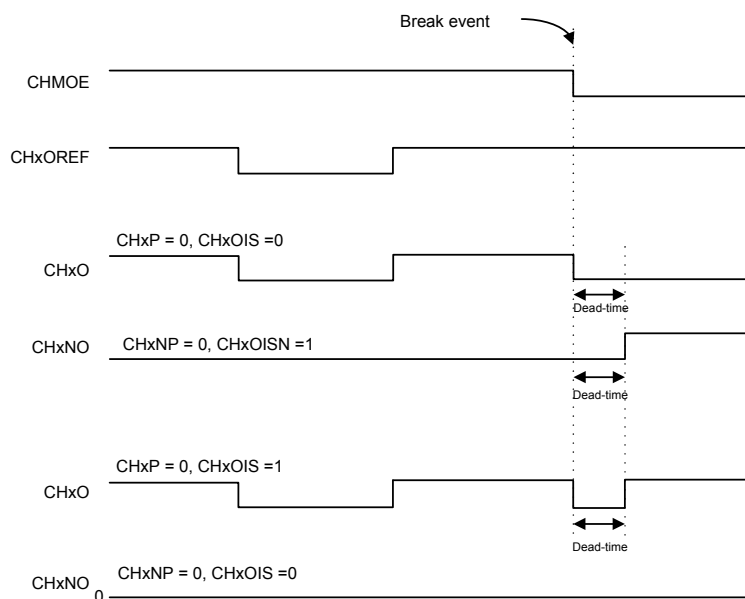 Break event
CHMOE
CHxOREF
CHxP = 0, CHxOIS =0
CHxO
Dead-time
CHxNO
CHxNP = 0, CHxOISN =1
Dead-time
CHxP = 0, CHxOIS =1
CHxO
Dead-time
CHxNP = 0, CHxOIS =0
CHxNO
0